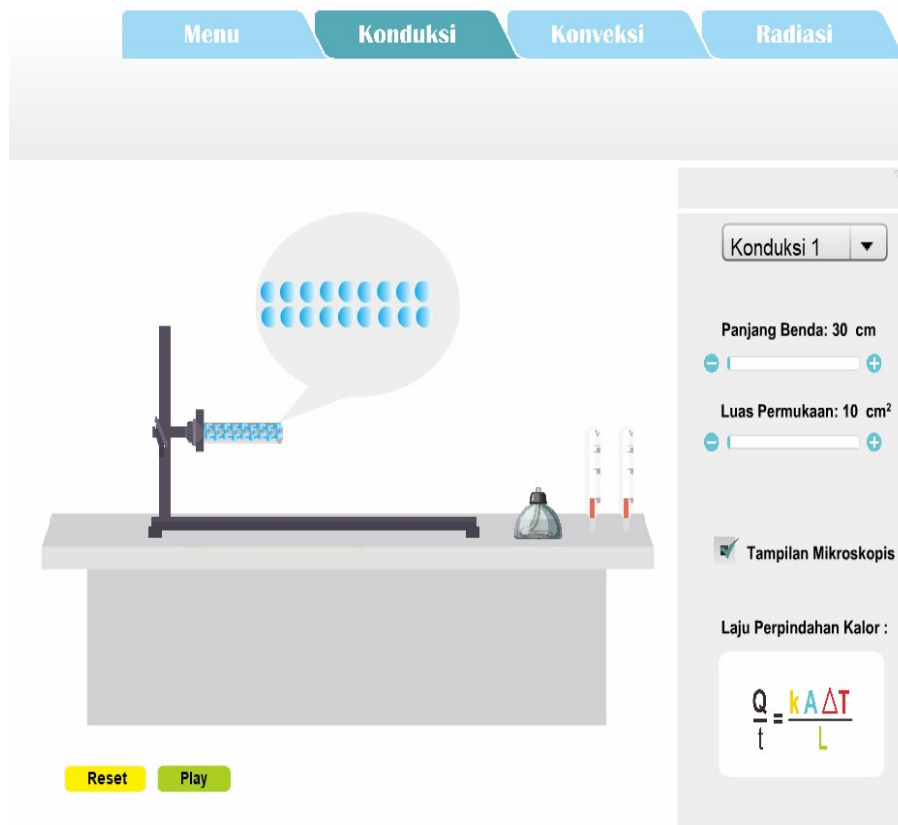 Menu
Konduksi
Konveksi
Radiasi
Konduksi 1
Panjang Benda: 30 cm
Luas Permukaan: 10 cm²
Tampilan Mikroskopis
Laju Perpindahan Kalor :
Q/t = k A △T / L
Reset
Play